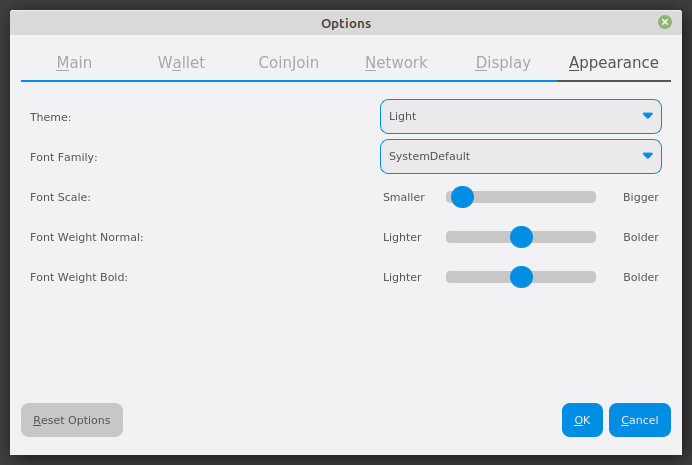 Options
Main Wallet CoinJoin Network Display Appearance
Theme: Light
Font Family: SystemDefault
Font Scale: Smaller Bigger
Font Weight Normal: Lighter Bolder
Font Weight Bold: Lighter Bolder
Reset Options OK Cancel